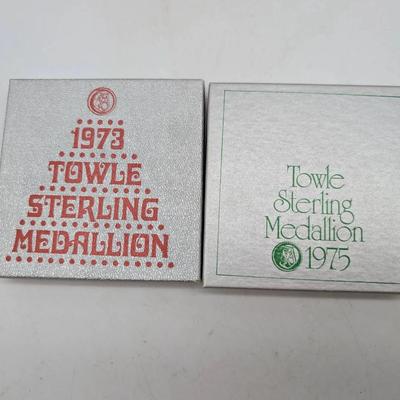 1973
TOWLE
STERLING
MEDALLION
Towle
Sterling
Medallion
1975